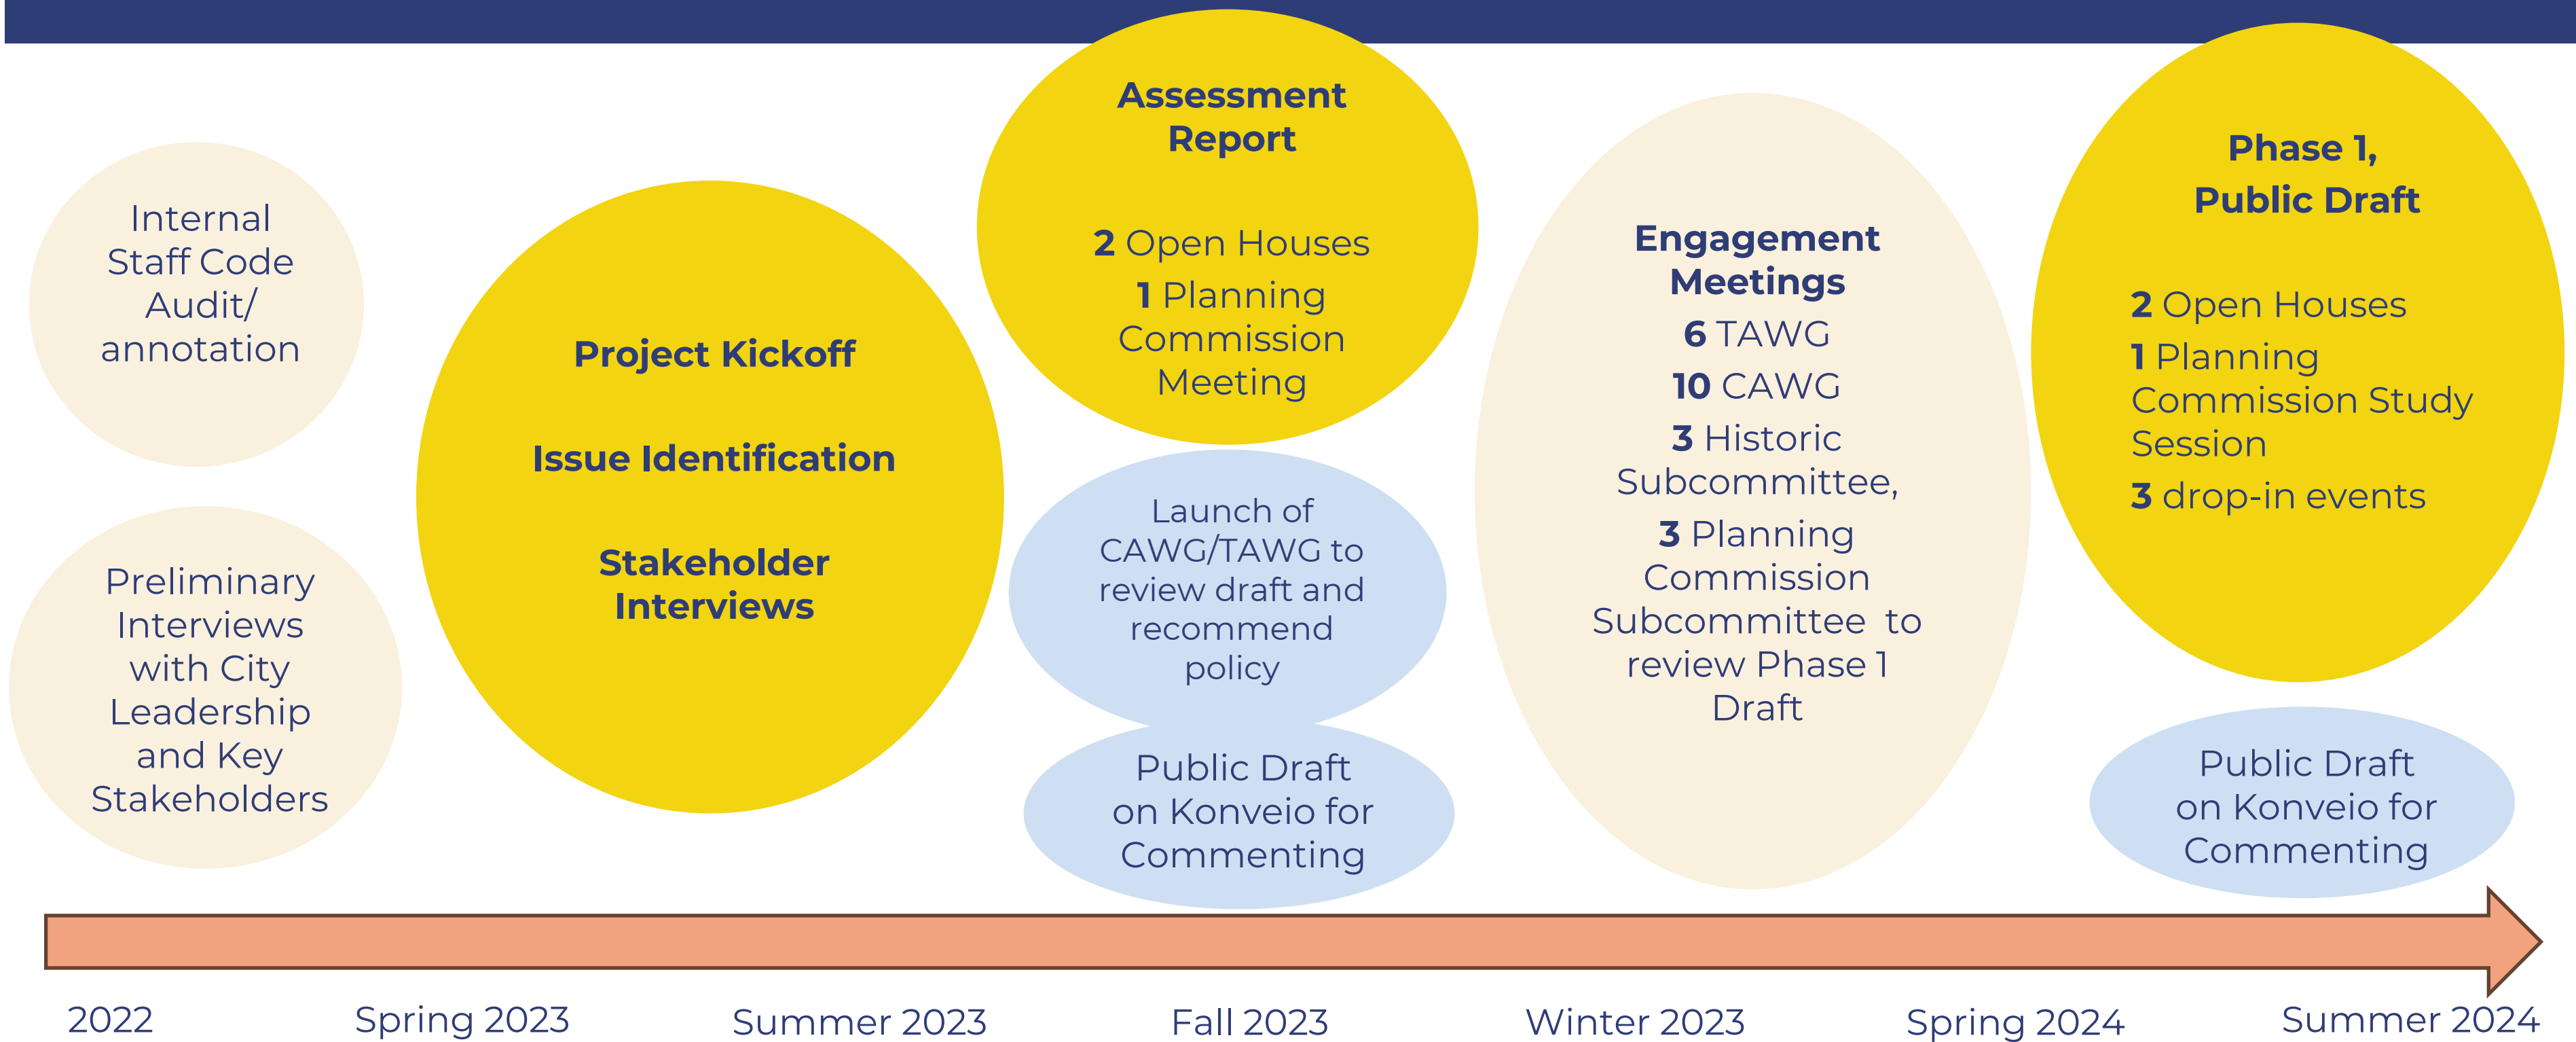 Internal
Staff Code
Audit/
annotation
Preliminary
Interviews
with City
Leadership
and Key
Stakeholders
Project Kickoff
Issue Identification
Stakeholder
Interviews
Assessment
Report
2 Open Houses
1 Planning
Commission
Meeting
Launch of
CAWG/TAWG to
review draft and
recommend
policy
Public Draft
on Konveio for
Commenting
Engagement
Meetings
6 TAWG
10 CAWG
3 Historic
Subcommittee,
3 Planning
Commission
Subcommittee to
review Phase 1
Draft
Phase 1,
Public Draft
2 Open Houses
1 Planning
Commission Study
Session
3 drop-in events
Public Draft
on Konveio for
Commenting
2022
Spring 2023
Summer 2023
Fall 2023
Winter 2023
Spring 2024
Summer 2024